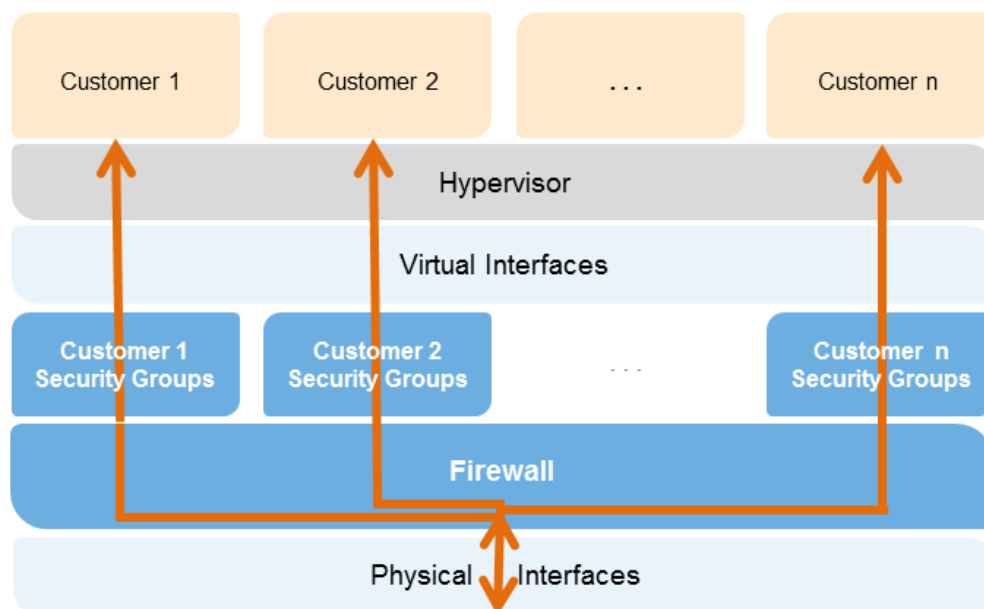 Customer 1
Customer 2
. . .
Customer n
Hypervisor
Virtual Interfaces
Customer 1
Security Groups
Customer 2
Security Groups
. . .
Customer n
Security Groups
Firewall
Physical Interfaces